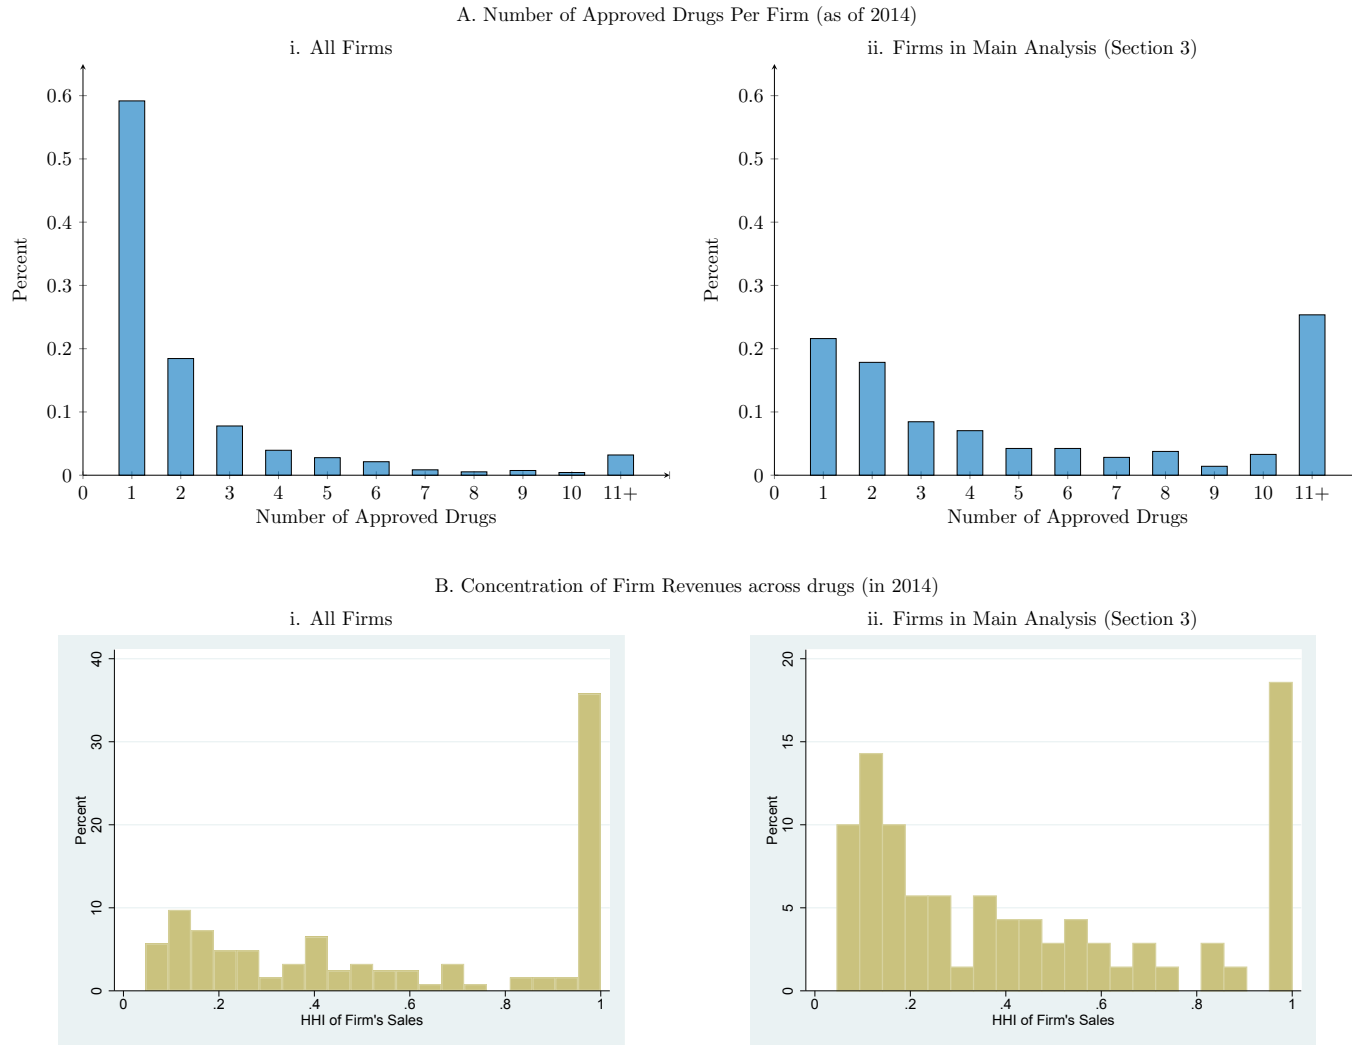 A. Number of Approved Drugs Per Firm (as of 2014)
i. All Firms
0.6
0.5
0.4
0.3
0.2
0.1
0
Percent
0 1 2 3 4 5 6 7 8 9 10 11+
Number of Approved Drugs
ii. Firms in Main Analysis (Section 3)
0.6
0.5
0.4
0.3
0.2
0.1
0
Percent
0 1 2 3 4 5 6 7 8 9 10 11+
Number of Approved Drugs
B. Concentration of Firm Revenues across drugs (in 2014)
i. All Firms
40
30
20
10
0
Percent
0 .2 .4 .6 .8 1
HHI of Firm's Sales
ii. Firms in Main Analysis (Section 3)
20
15
10
5
0
Percent
0 .2 .4 .6 .8 1
HHI of Firm's Sales